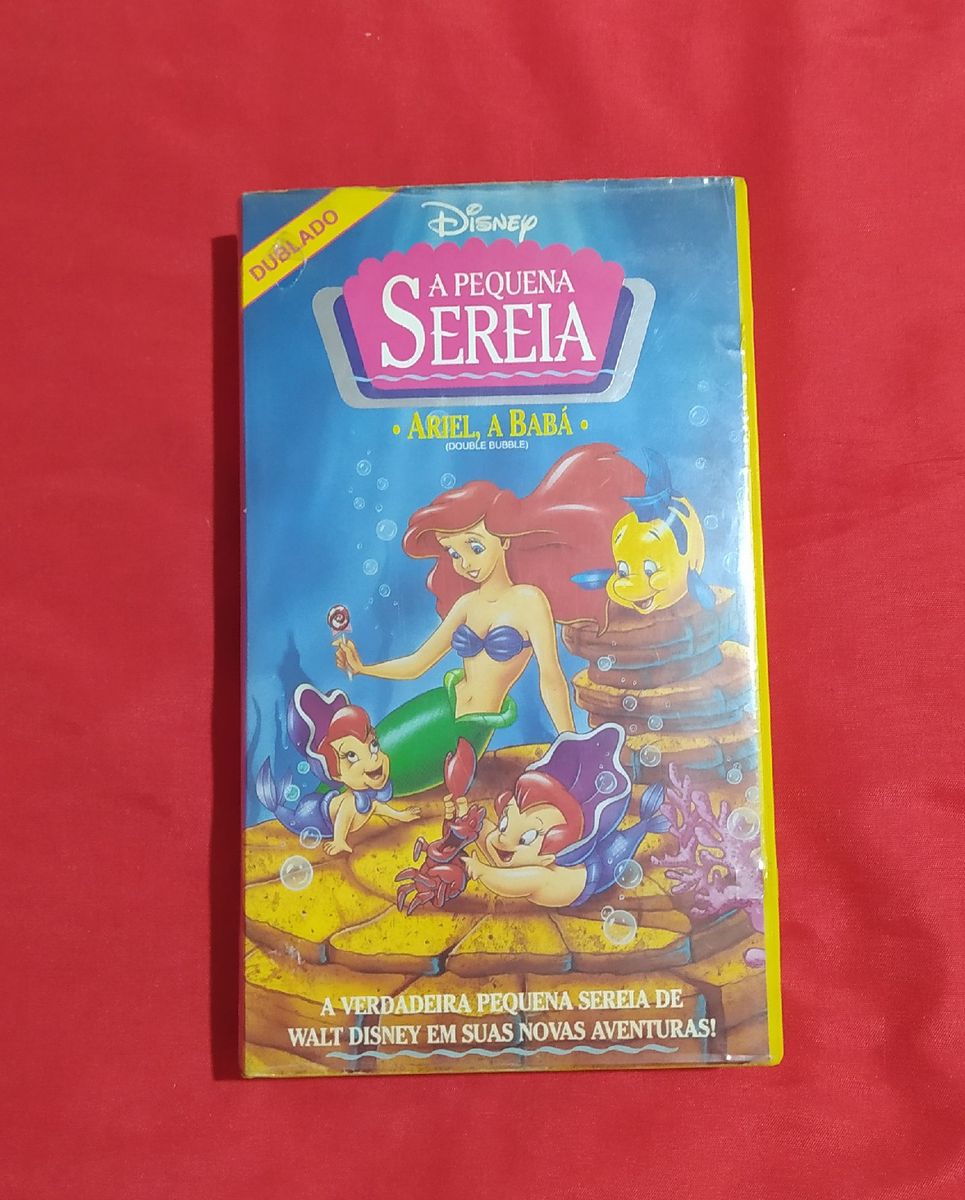 DUBLADO
Disney
A PEQUENA
SEREIA
• ARIEL, A BABÁ •
(DOUBLE BUBBLE)
A VERDADEIRA PEQUENA SEREIA DE
WALT DISNEY EM SUAS NOVAS AVENTURAS!